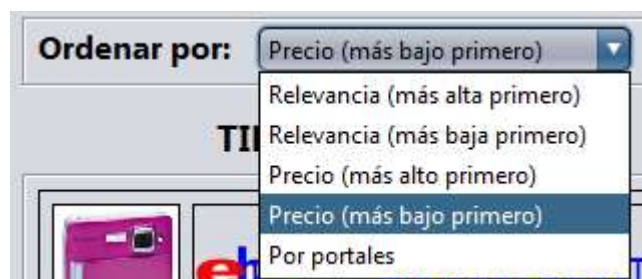 Ordenar por: Precio (más bajo primero)
Relevancia (más alta primero)
Relevancia (más baja primero)
Precio (más alto primero)
Precio (más bajo primero)
Por portales